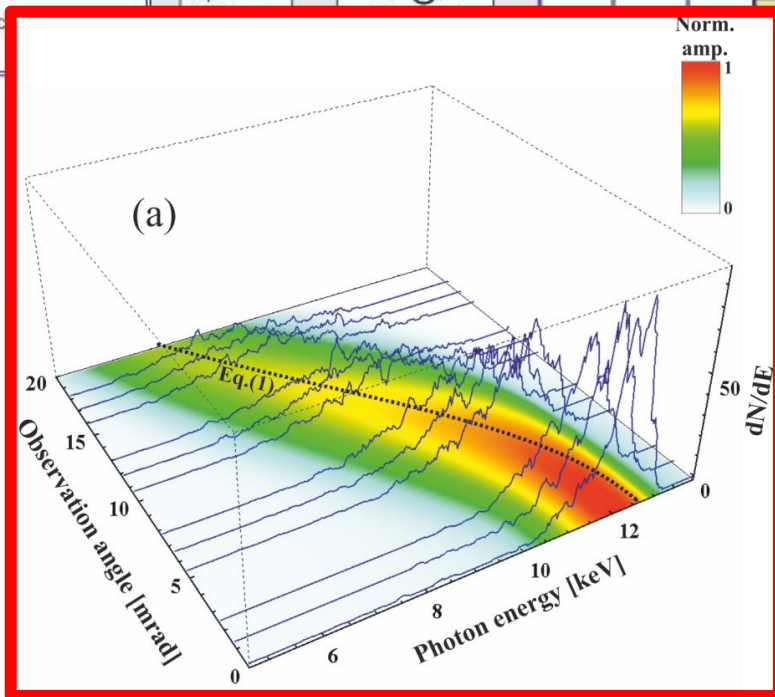 Norm.
amp.
1
0
(a)
Eq.(1)
20
15
10
5
0
Observation angle [mrad]
6
8
10
12
Photon energy [keV]
0
50
dN/dE